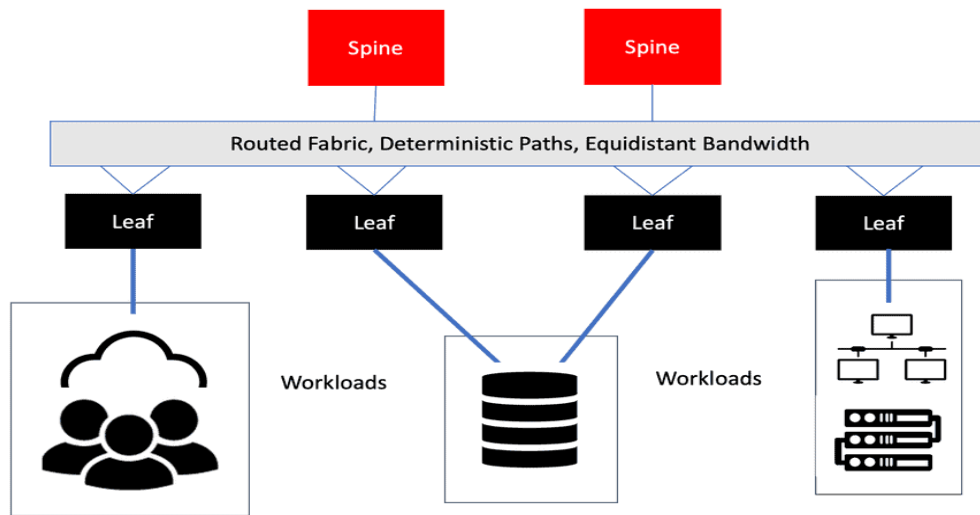 Spine
Spine
Routed Fabric, Deterministic Paths, Equidistant Bandwidth
Leaf
Leaf
Leaf
Leaf
Workloads
Workloads